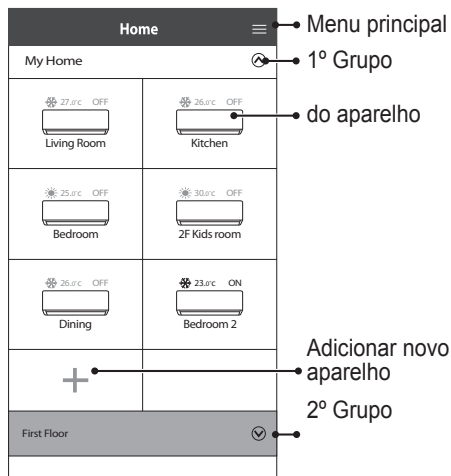 Home
Menu principal
My Home
1º Grupo
27.0°C OFF
26.0°C OFF
do aparelho
Living Room
Kitchen
25.0°C OFF
30.0°C OFF
Bedroom
2F Kids room
26.0°C OFF
23.0°C ON
Dining
Bedroom 2
Adicionar novo
aparelho
2º Grupo
First Floor